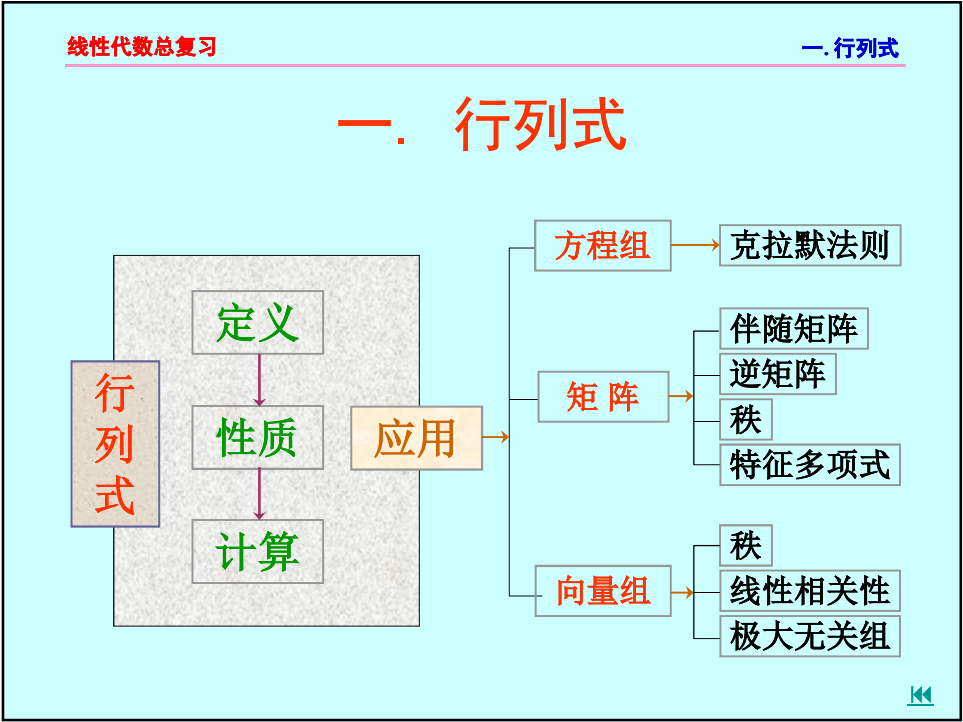 线性代数总复习
一. 行列式
一. 行列式
行
列
式
定义
性质
计算
应用
方程组
克拉默法则
矩 阵
伴随矩阵
逆矩阵
秩
特征多项式
向量组
秩
线性相关性
极大无关组